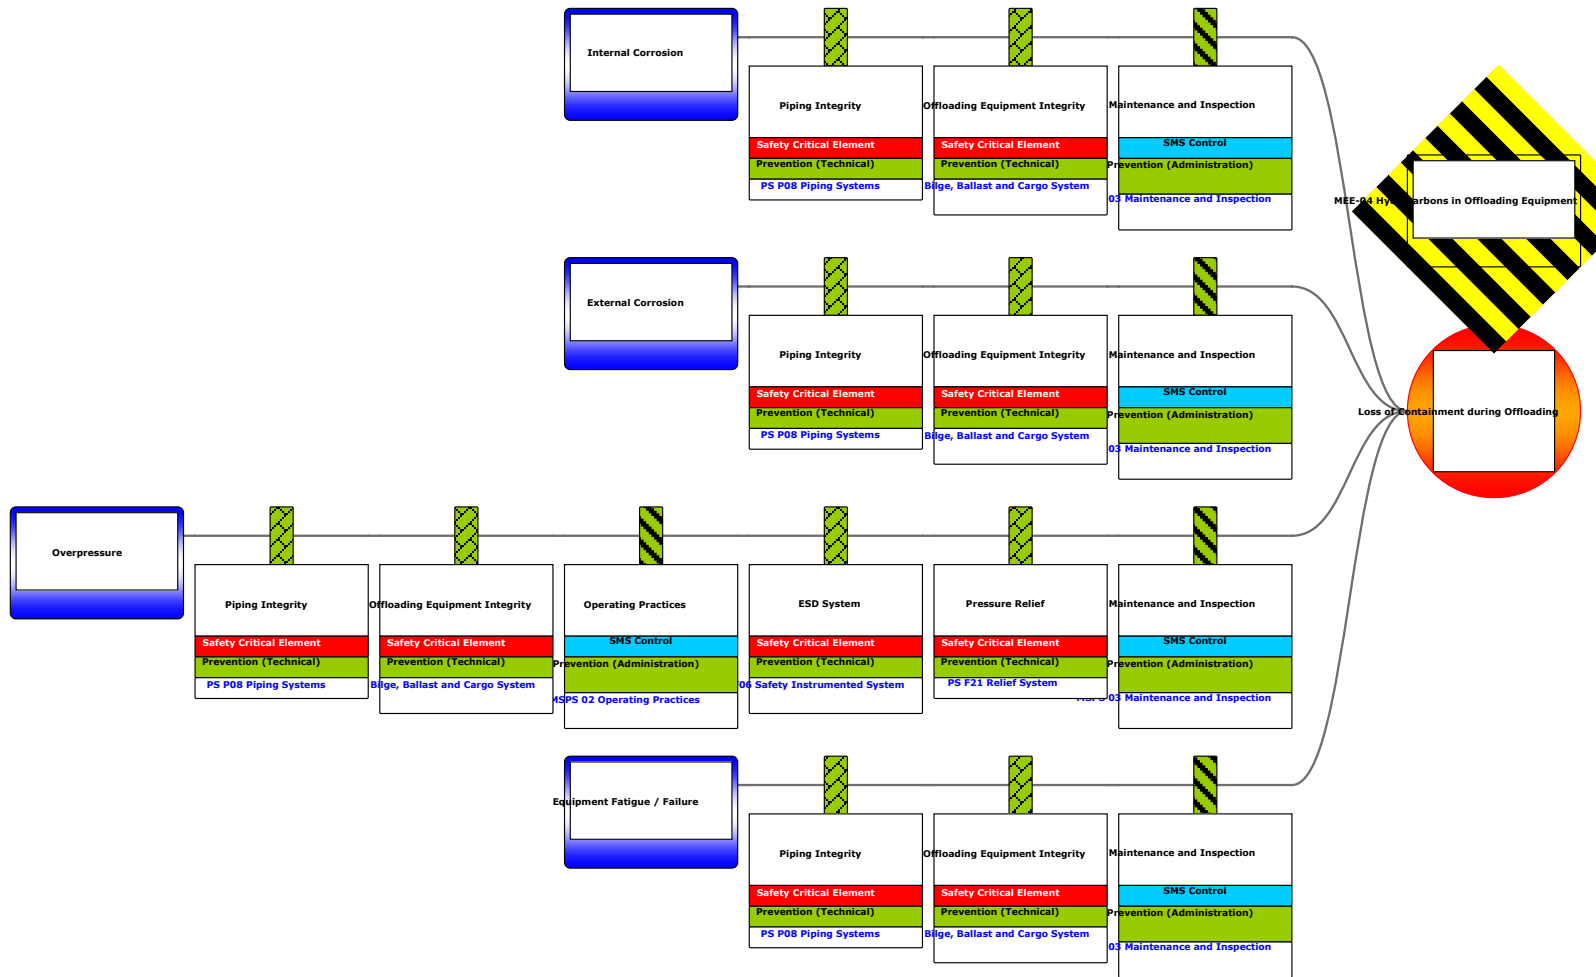 Internal Corrosion
Piping Integrity
Safety Critical Element
Prevention (Technical)
PS P08 Piping Systems
Offloading Equipment Integrity
Safety Critical Element
Prevention (Technical)
Bilge, Ballast and Cargo System
Maintenance and Inspection
SMS Control
Prevention (Administration)
03 Maintenance and Inspection
MEE-04 Hydrocarbons in Offloading Equipment
External Corrosion
Piping Integrity
Safety Critical Element
Prevention (Technical)
PS P08 Piping Systems
Offloading Equipment Integrity
Safety Critical Element
Prevention (Technical)
Bilge, Ballast and Cargo System
Maintenance and Inspection
SMS Control
Prevention (Administration)
03 Maintenance and Inspection
Loss of Containment during Offloading
Overpressure
Piping Integrity
Safety Critical Element
Prevention (Technical)
PS P08 Piping Systems
Offloading Equipment Integrity
Safety Critical Element
Prevention (Technical)
Bilge, Ballast and Cargo System
Operating Practices
SMS Control
Prevention (Administration)
MSPS 02 Operating Practices
ESD System
Safety Critical Element
Prevention (Technical)
06 Safety Instrumented System
Pressure Relief
Safety Critical Element
Prevention (Technical)
PS F21 Relief System
Maintenance and Inspection
SMS Control
Prevention (Administration)
MSPS 03 Maintenance and Inspection
Equipment Fatigue / Failure
Piping Integrity
Safety Critical Element
Prevention (Technical)
PS P08 Piping Systems
Offloading Equipment Integrity
Safety Critical Element
Prevention (Technical)
Bilge, Ballast and Cargo System
Maintenance and Inspection
SMS Control
Prevention (Administration)
03 Maintenance and Inspection